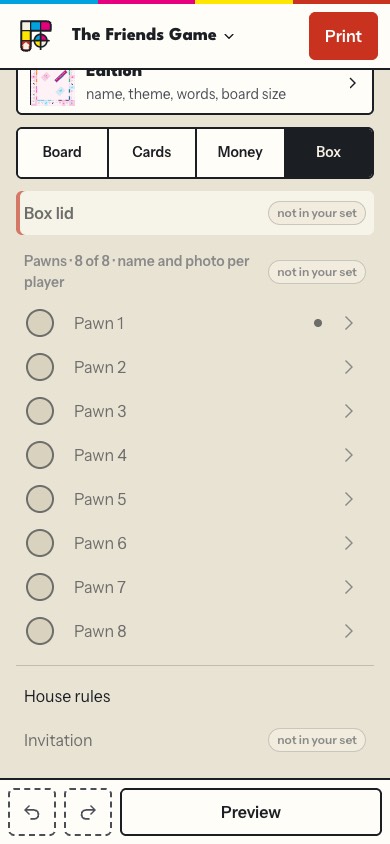 The Friends Game
Print
Edition
name, theme, words, board size
Board
Cards
Money
Box
Box lid
not in your set
Pawns · 8 of 8 · name and photo per
player
not in your set
Pawn 1
Pawn 2
Pawn 3
Pawn 4
Pawn 5
Pawn 6
Pawn 7
Pawn 8
House rules
Invitation
not in your set
Preview